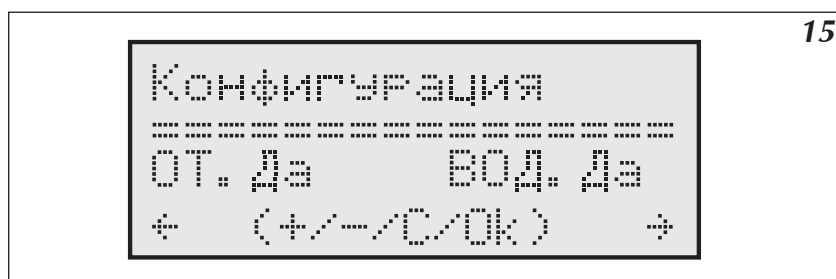 15
Конфигурация
================
ОТ. Да ВОД. Да
← (+/-/C/Ok) →